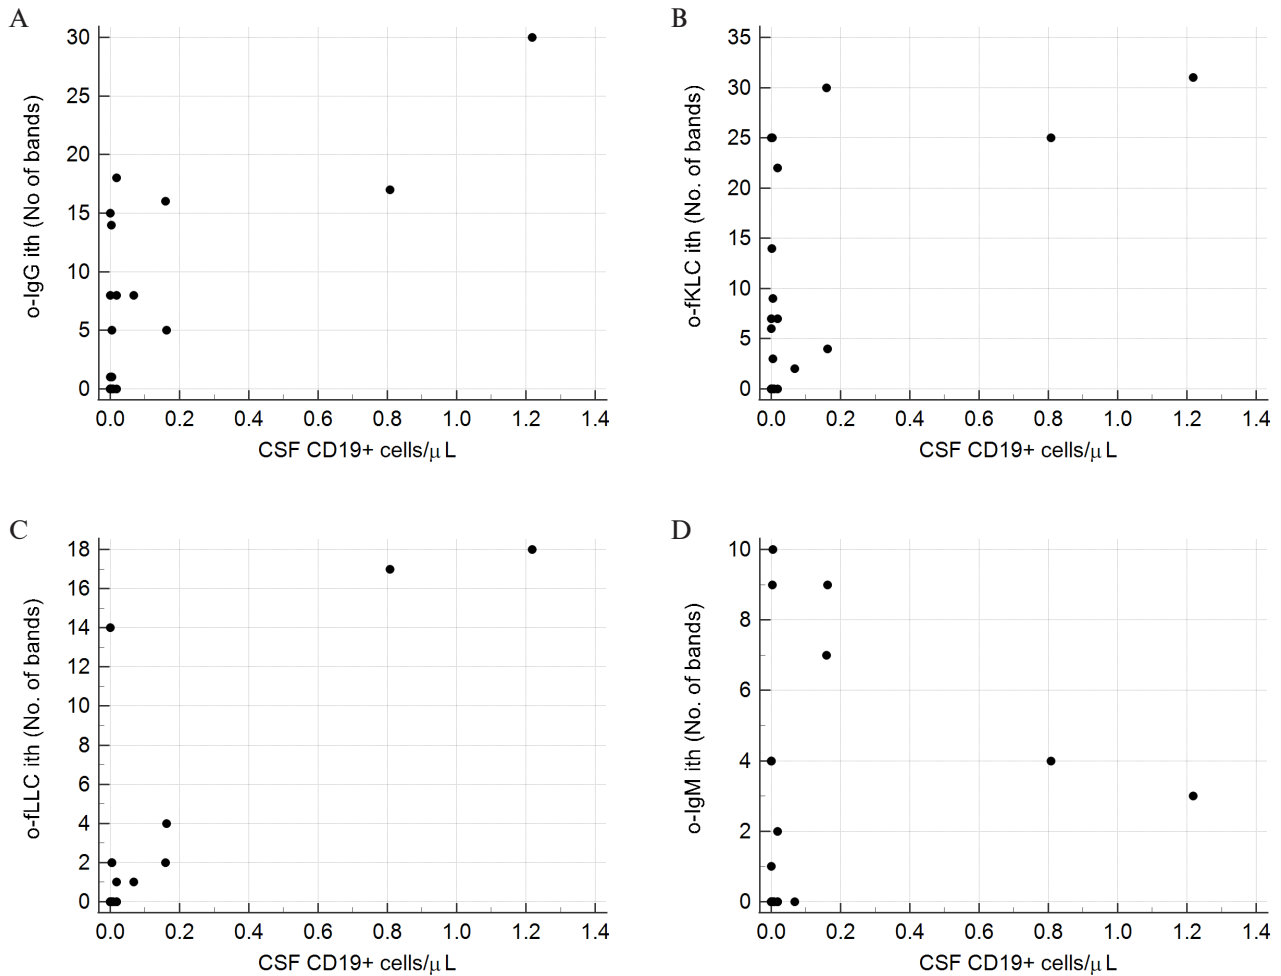 A
30
25
20
15
10
5
0
o-IgG ith (No of bands)
0.0 0.2 0.4 0.6 0.8 1.0 1.2 1.4
CSF CD19+ cells/μ L
B
35
30
25
20
15
10
5
0
o-fKLC ith (No. of bands)
0.0 0.2 0.4 0.6 0.8 1.0 1.2 1.4
CSF CD19+ cells/μ L
C
18
16
14
12
10
8
6
4
2
0
o-fLLC ith (No. of bands)
0.0 0.2 0.4 0.6 0.8 1.0 1.2 1.4
CSF CD19+ cells/μ L
D
10
8
6
4
2
0
o-IgM ith (No. of bands)
0.0 0.2 0.4 0.6 0.8 1.0 1.2 1.4
CSF CD19+ cells/μ L